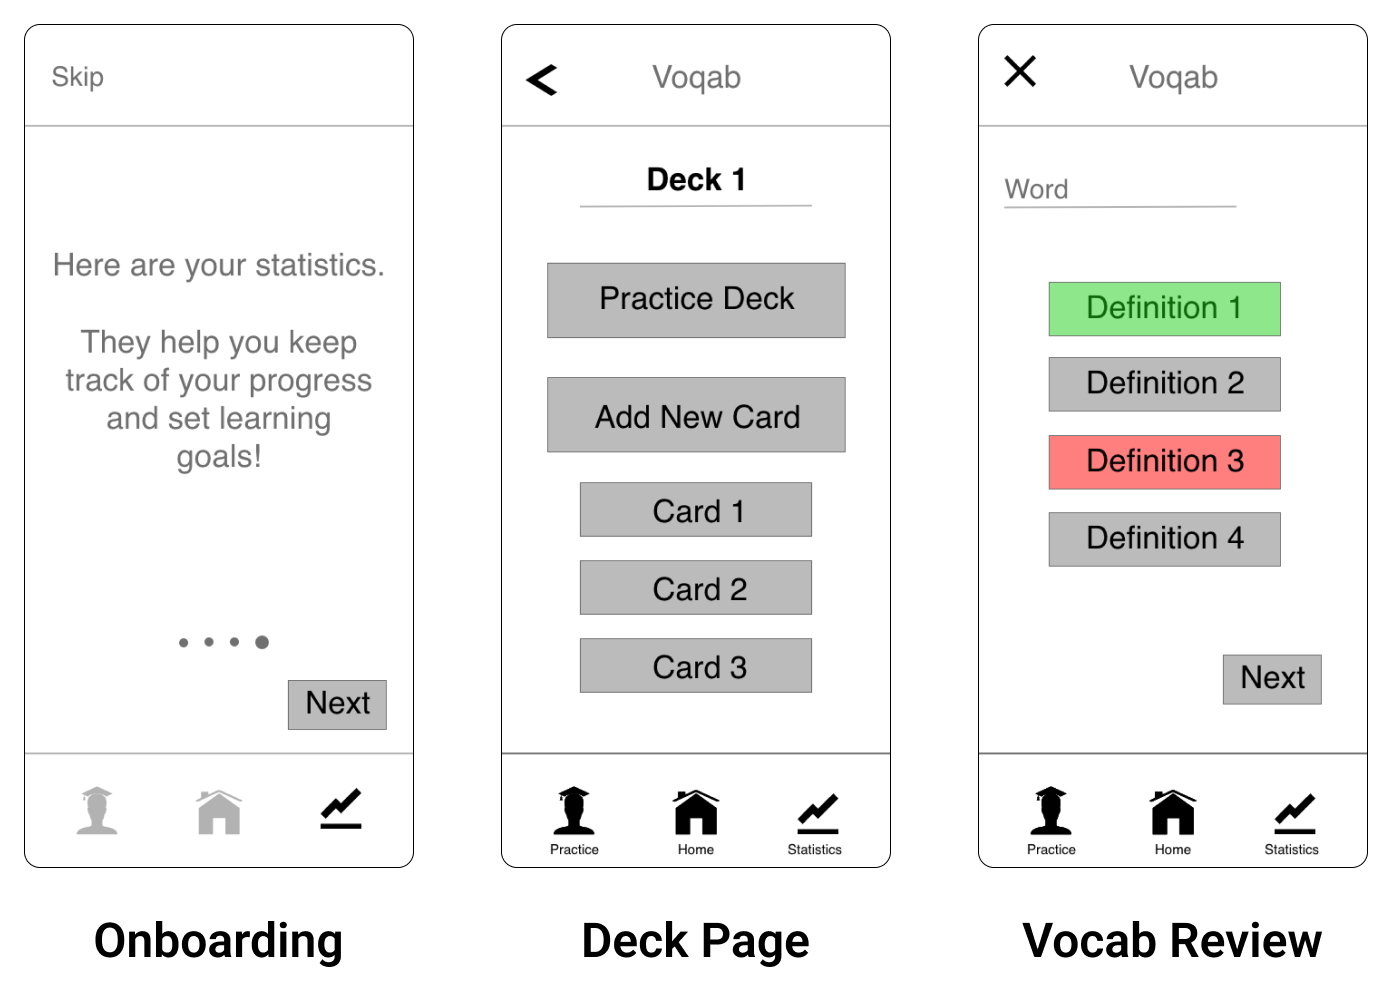 Skip
Here are your statistics.
They help you keep
track of your progress
and set learning
goals!
Next
Onboarding
Voqab
Deck 1
Practice Deck
Add New Card
Card 1
Card 2
Card 3
Practice
Home
Statistics
Deck Page
Voqab
Word
Definition 1
Definition 2
Definition 3
Definition 4
Next
Practice
Home
Statistics
Vocab Review